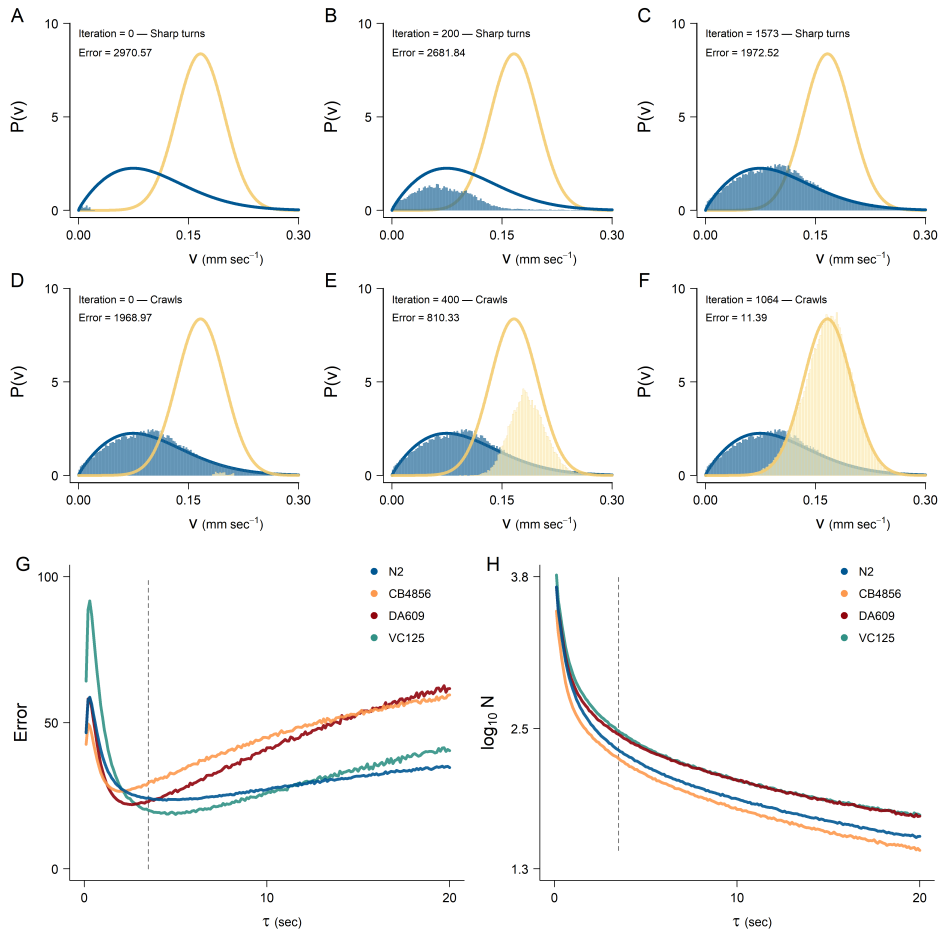 A
10
5
0
P(v)
Iteration = 0 — Sharp turns
Error = 2970.57
0.00
0.15
0.30
v (mm sec⁻¹)
B
10
5
0
P(v)
Iteration = 200 — Sharp turns
Error = 2681.84
0.00
0.15
0.30
v (mm sec⁻¹)
C
10
5
0
P(v)
Iteration = 1573 — Sharp turns
Error = 1972.52
0.00
0.15
0.30
v (mm sec⁻¹)
D
10
5
0
P(v)
Iteration = 0 — Crawls
Error = 1968.97
0.00
0.15
0.30
v (mm sec⁻¹)
E
10
5
0
P(v)
Iteration = 400 — Crawls
Error = 810.33
0.00
0.15
0.30
v (mm sec⁻¹)
F
10
5
0
P(v)
Iteration = 1064 — Crawls
Error = 11.39
0.00
0.15
0.30
v (mm sec⁻¹)
G
100
50
0
Error
N2
CB4856
DA609
VC125
0
10
20
τ (sec)
H
3.8
2.5
1.3
log₁₀ N
N2
CB4856
DA609
VC125
0
10
20
τ (sec)